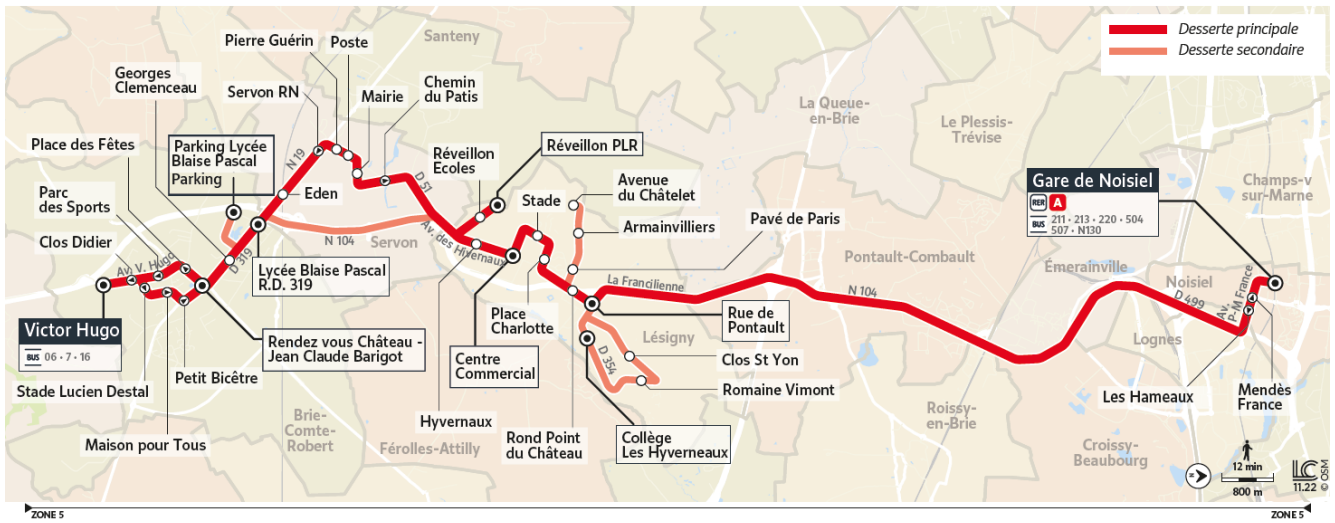 Desserte principale
Desserte secondaire
Pierre Guérin
Poste
Santeny
Georges
Clemenceau
Servon RN
Mairie
Chemin
du Patis
La Queue-
en-Brie
Le Plessis-
Trévise
Place des Fêtes
Parking Lycée
Blaise Pascal
Parking
N 19
Réveillon
Ecoles
Réveillon PLR
Parc
des Sports
Eden
D 51
Avenue
du Châtelet
Stade
Gare de Noisiel
RER A
BUS 211 • 213 • 220 • 504
507 • N130
Champs-v
sur-Marne
Clos Didier
N 104
Servon
Av. des Hivernaux
Armainvilliers
Pavé de Paris
Av. V. Hugo
D 319
Lycée Blaise Pascal
R.D. 319
La Francilienne
Pontault-Combault
N 104
Émerainville
Noisiel
D 499
Av.
P-M France
Victor Hugo
BUS 06 • 7 • 16
Rendez vous Château -
Jean Claude Barigot
Place
Charlotte
Rue de
Pontault
Lésigny
Lognes
Stade Lucien Destal
Petit Bicêtre
Centre
Commercial
D 354
Clos St Yon
Romaine Vimont
Les Hameaux
Mendès
France
Maison pour Tous
Brie-
Comte-
Robert
Férolles-Attilly
Hyvernaux
Rond Point
du Château
Collège
Les Hyverneaux
Roissy-
en-Brie
Croissy-
Beaubourg
N
12 min
800 m
LC
11.22
© OSM
ZONE 5
ZONE 5